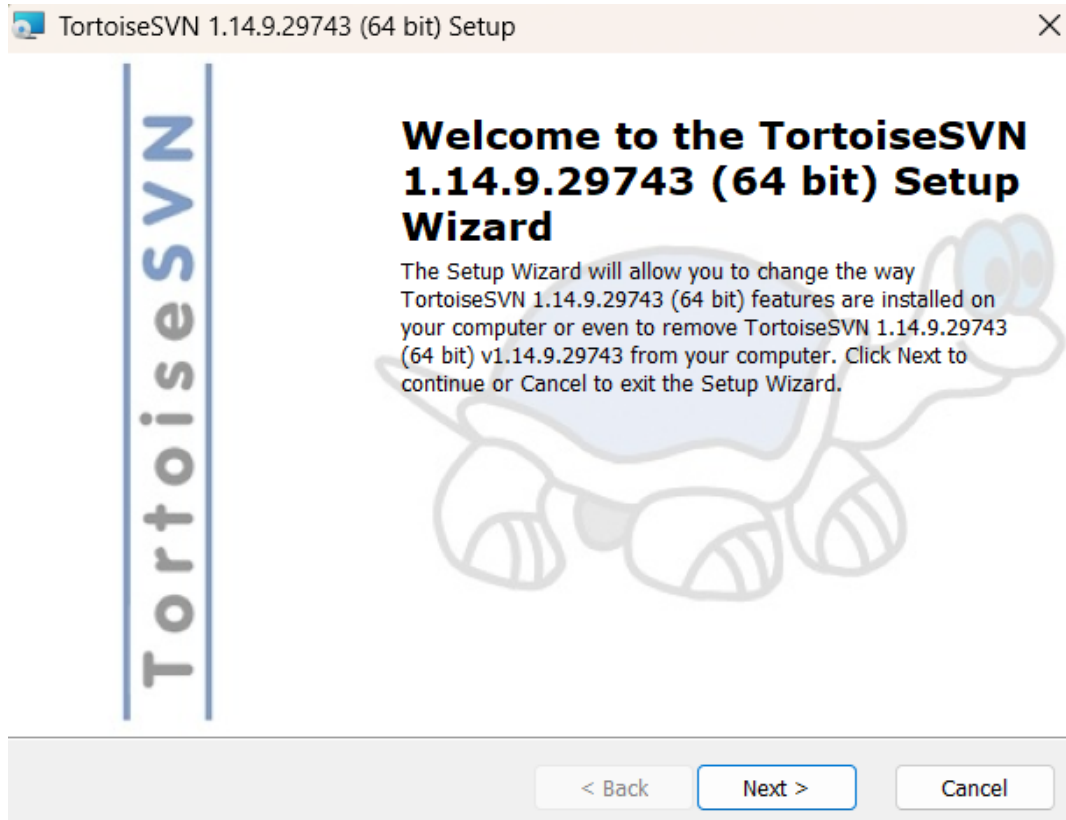 TortoiseSVN 1.14.9.29743 (64 bit) Setup
TortoiseSVN
Welcome to the TortoiseSVN
1.14.9.29743 (64 bit) Setup
Wizard
The Setup Wizard will allow you to change the way
TortoiseSVN 1.14.9.29743 (64 bit) features are installed on
your computer or even to remove TortoiseSVN 1.14.9.29743
(64 bit) v1.14.9.29743 from your computer. Click Next to
continue or Cancel to exit the Setup Wizard.
< Back
Next >
Cancel